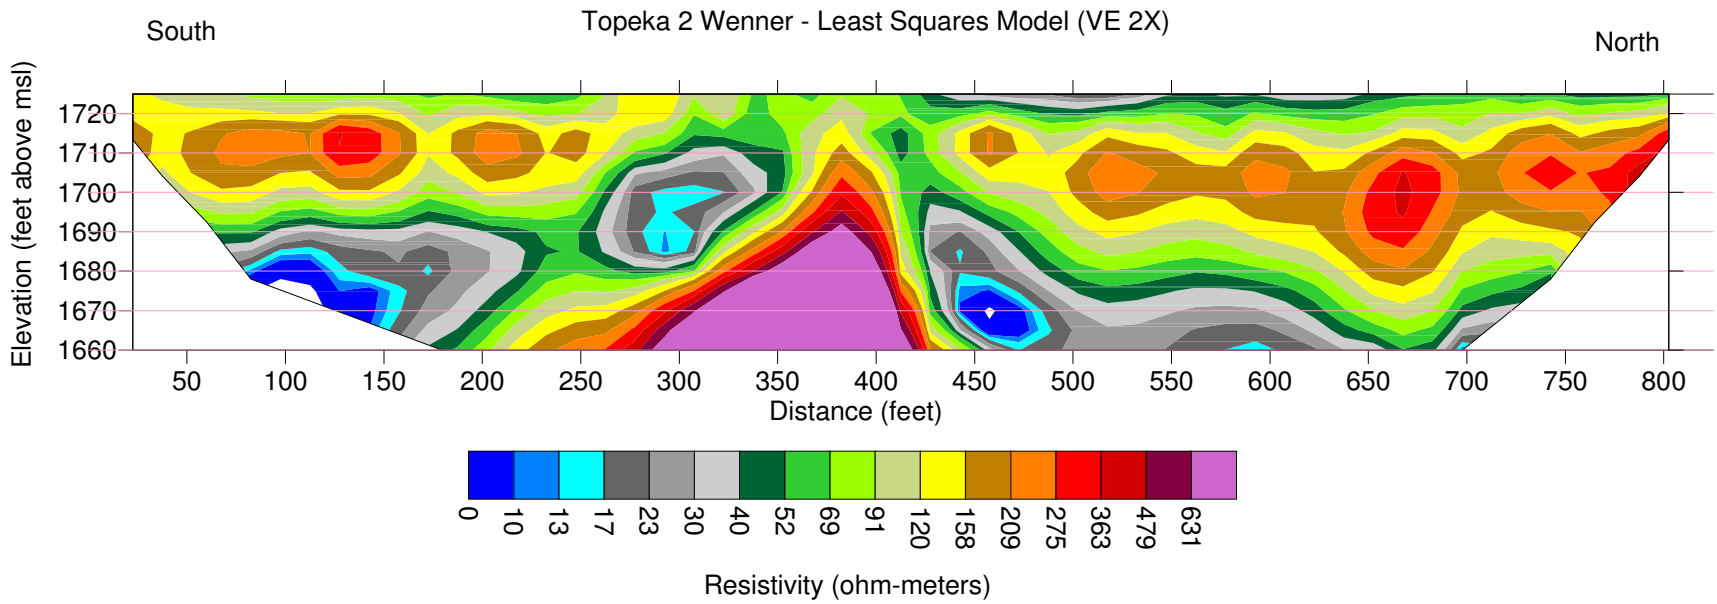 Topeka 2 Wenner - Least Squares Model (VE 2X)
South
North
Elevation (feet above msl)
1720
1710
1700
1690
1680
1670
1660
50 100 150 200 250 300 350 400 450 500 550 600 650 700 750 800
Distance (feet)
0 10 13 17 23 30 40 52 69 91 120 158 209 275 363 479 631
Resistivity (ohm-meters)